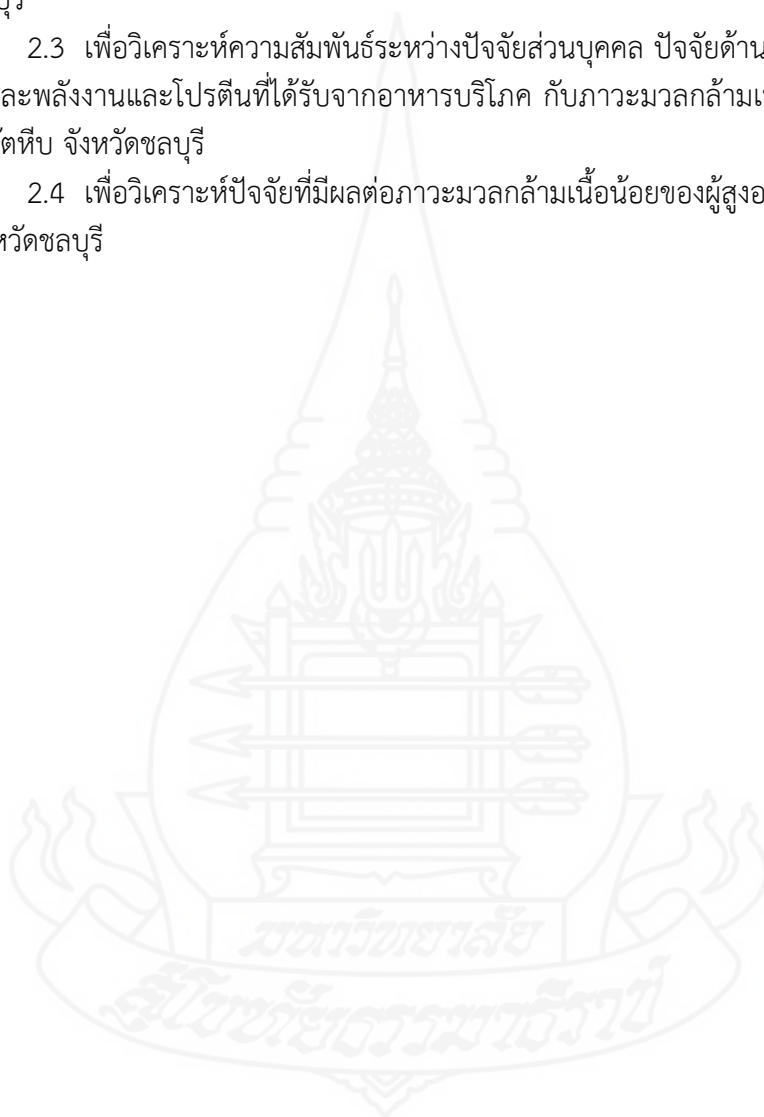 2.3 เพื่อวิเคราะห์ความสัมพันธ์ระหว่างปัจจัยส่วนบุคคล ปัจจัยด้าน
ละพลังงานและโปรตีนที่ได้รับจากอาหารบริโภค กับภาวะมวลกล้ามเ
ัตหีบ จังหวัดชลบุรี
2.4 เพื่อวิเคราะห์ปัจจัยที่มีผลต่อภาวะมวลกล้ามเนื้อน้อยของผู้สูงอ
หวัดชลบุรี
มหาวิทยาลัย
สุโขทัยธรรมาธิราช